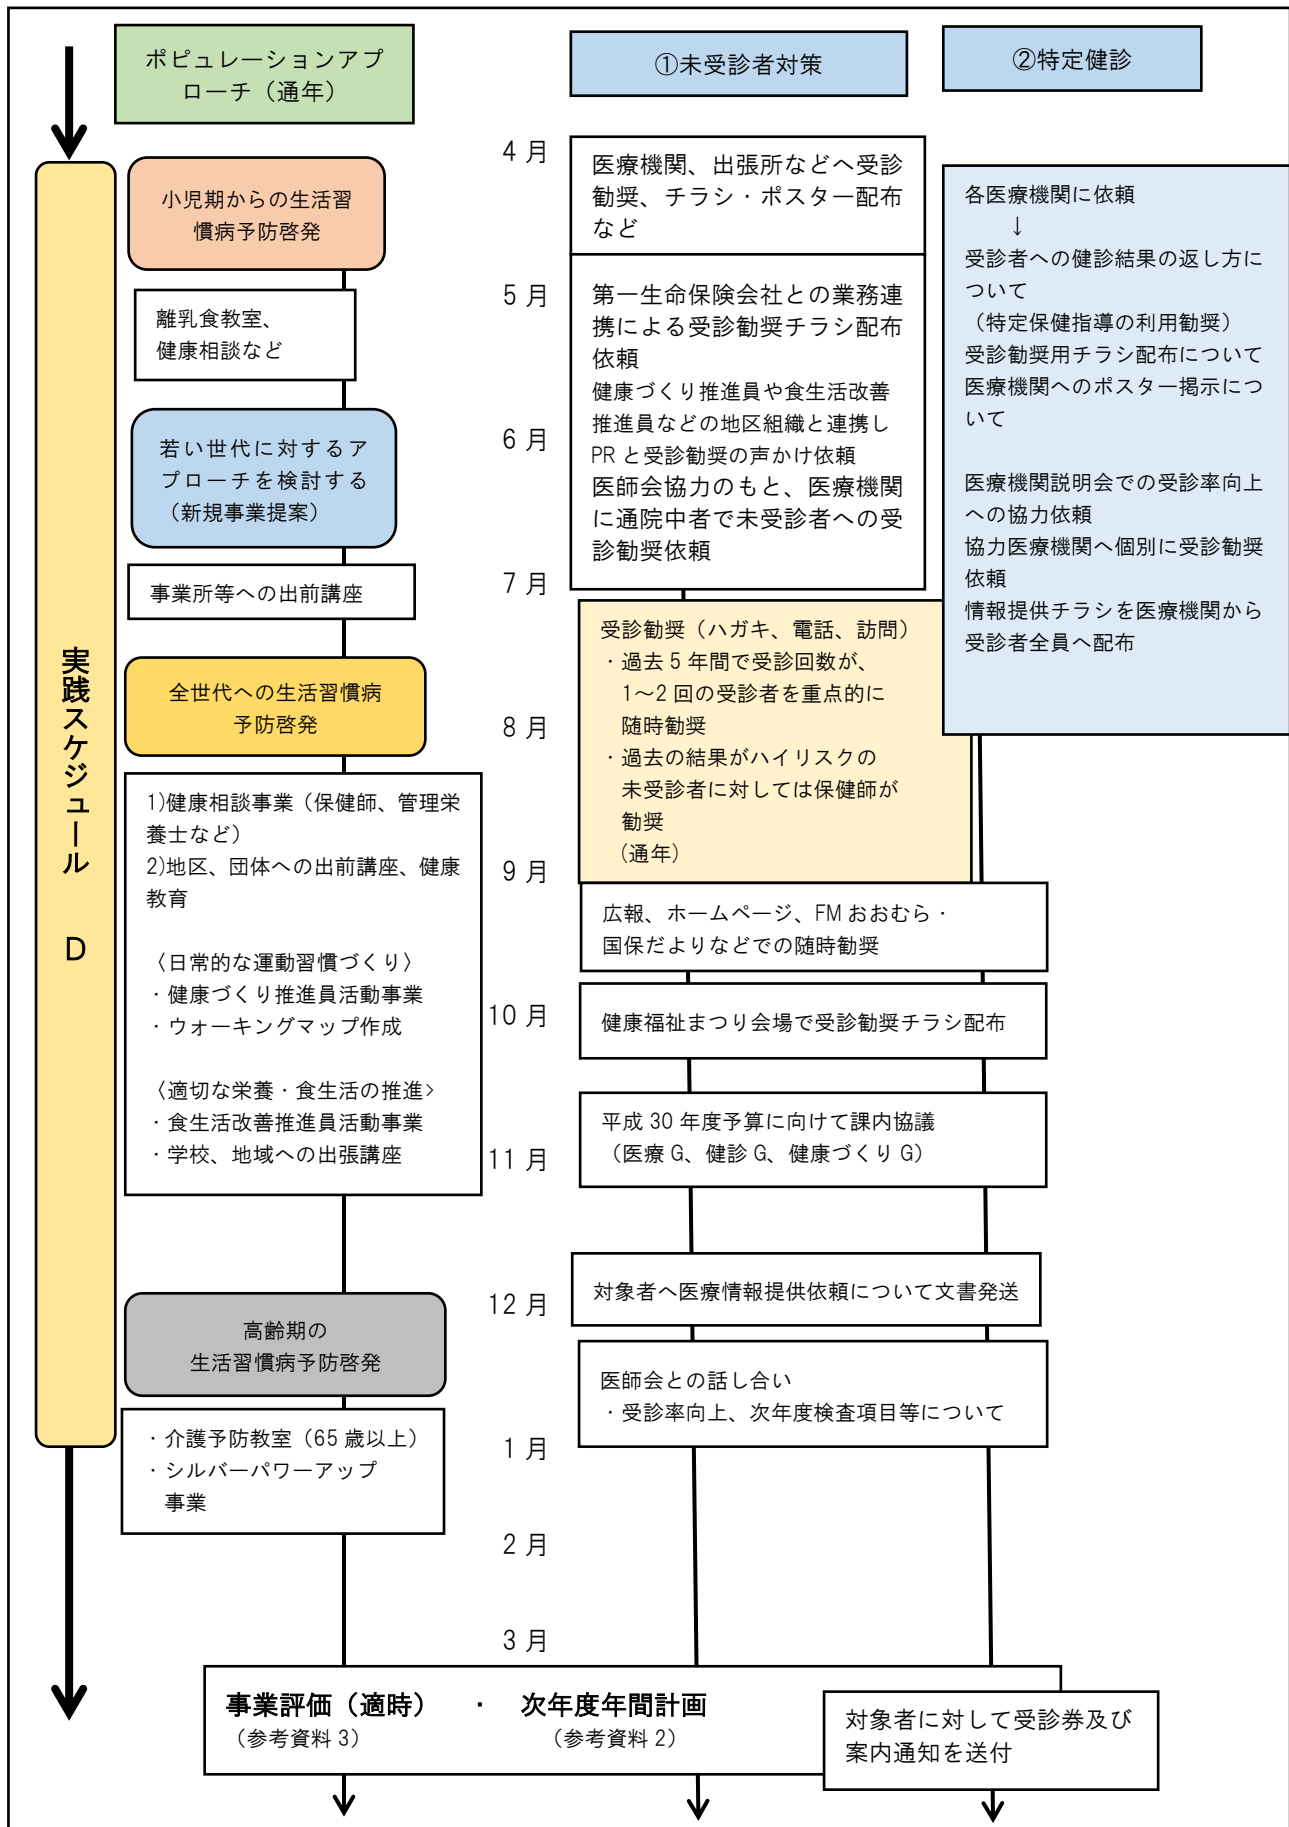 ポピュレーションアプ
ローチ（通年）
①未受診者対策
②特定健診
実践スケジュール　D
小児期からの生活習
慣病予防啓発
離乳食教室、
健康相談など
若い世代に対するア
プローチを検討する
（新規事業提案）
事業所等への出前講座
全世代への生活習慣病
予防啓発
1)健康相談事業（保健師、管理栄
養士など）
2)地区、団体への出前講座、健康
教育
〈日常的な運動習慣づくり〉
・健康づくり推進員活動事業
・ウォーキングマップ作成
〈適切な栄養・食生活の推進>
・食生活改善推進員活動事業
・学校、地域への出張講座
高齢期の
生活習慣病予防啓発
・介護予防教室（65 歳以上）
・シルバーパワーアップ
事業
4 月
5 月
6 月
7 月
8 月
9 月
10 月
11 月
12 月
1 月
2 月
3 月
医療機関、出張所などへ受診
勧奨、チラシ・ポスター配布
など
第一生命保険会社との業務連
携による受診勧奨チラシ配布
依頼
健康づくり推進員や食生活改善
推進員などの地区組織と連携し
PR と受診勧奨の声かけ依頼
医師会協力のもと、医療機関
に通院中者で未受診者への受
診勧奨依頼
受診勧奨（ハガキ、電話、訪問）
・過去 5 年間で受診回数が、
1～2 回の受診者を重点的に
随時勧奨
・過去の結果がハイリスクの
未受診者に対しては保健師が
勧奨
（通年）
広報、ホームページ、FM おおむら・
国保だよりなどでの随時勧奨
健康福祉まつり会場で受診勧奨チラシ配布
平成 30 年度予算に向けて課内協議
（医療 G、健診 G、健康づくり G）
対象者へ医療情報提供依頼について文書発送
医師会との話し合い
・受診率向上、次年度検査項目等について
各医療機関に依頼
↓
受診者への健診結果の返し方に
ついて
（特定保健指導の利用勧奨）
受診勧奨用チラシ配布について
医療機関へのポスター掲示につ
いて
医療機関説明会での受診率向上
への協力依頼
協力医療機関へ個別に受診勧奨
依頼
情報提供チラシを医療機関から
受診者全員へ配布
事業評価（適時）　・　次年度年間計画
（参考資料 3）　（参考資料 2）
対象者に対して受診券及び
案内通知を送付